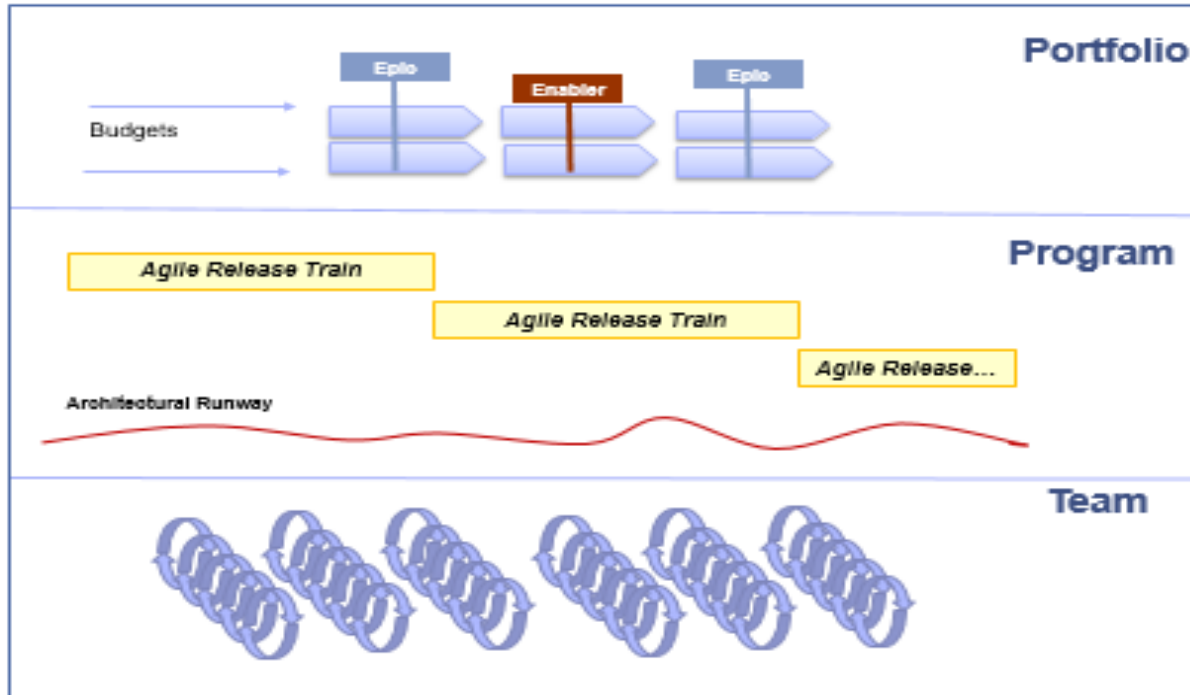 Portfolio
Epic
Enabler
Epic
Budgets
Program
Agile Release Train
Agile Release Train
Agile Release...
Architectural Runway
Team